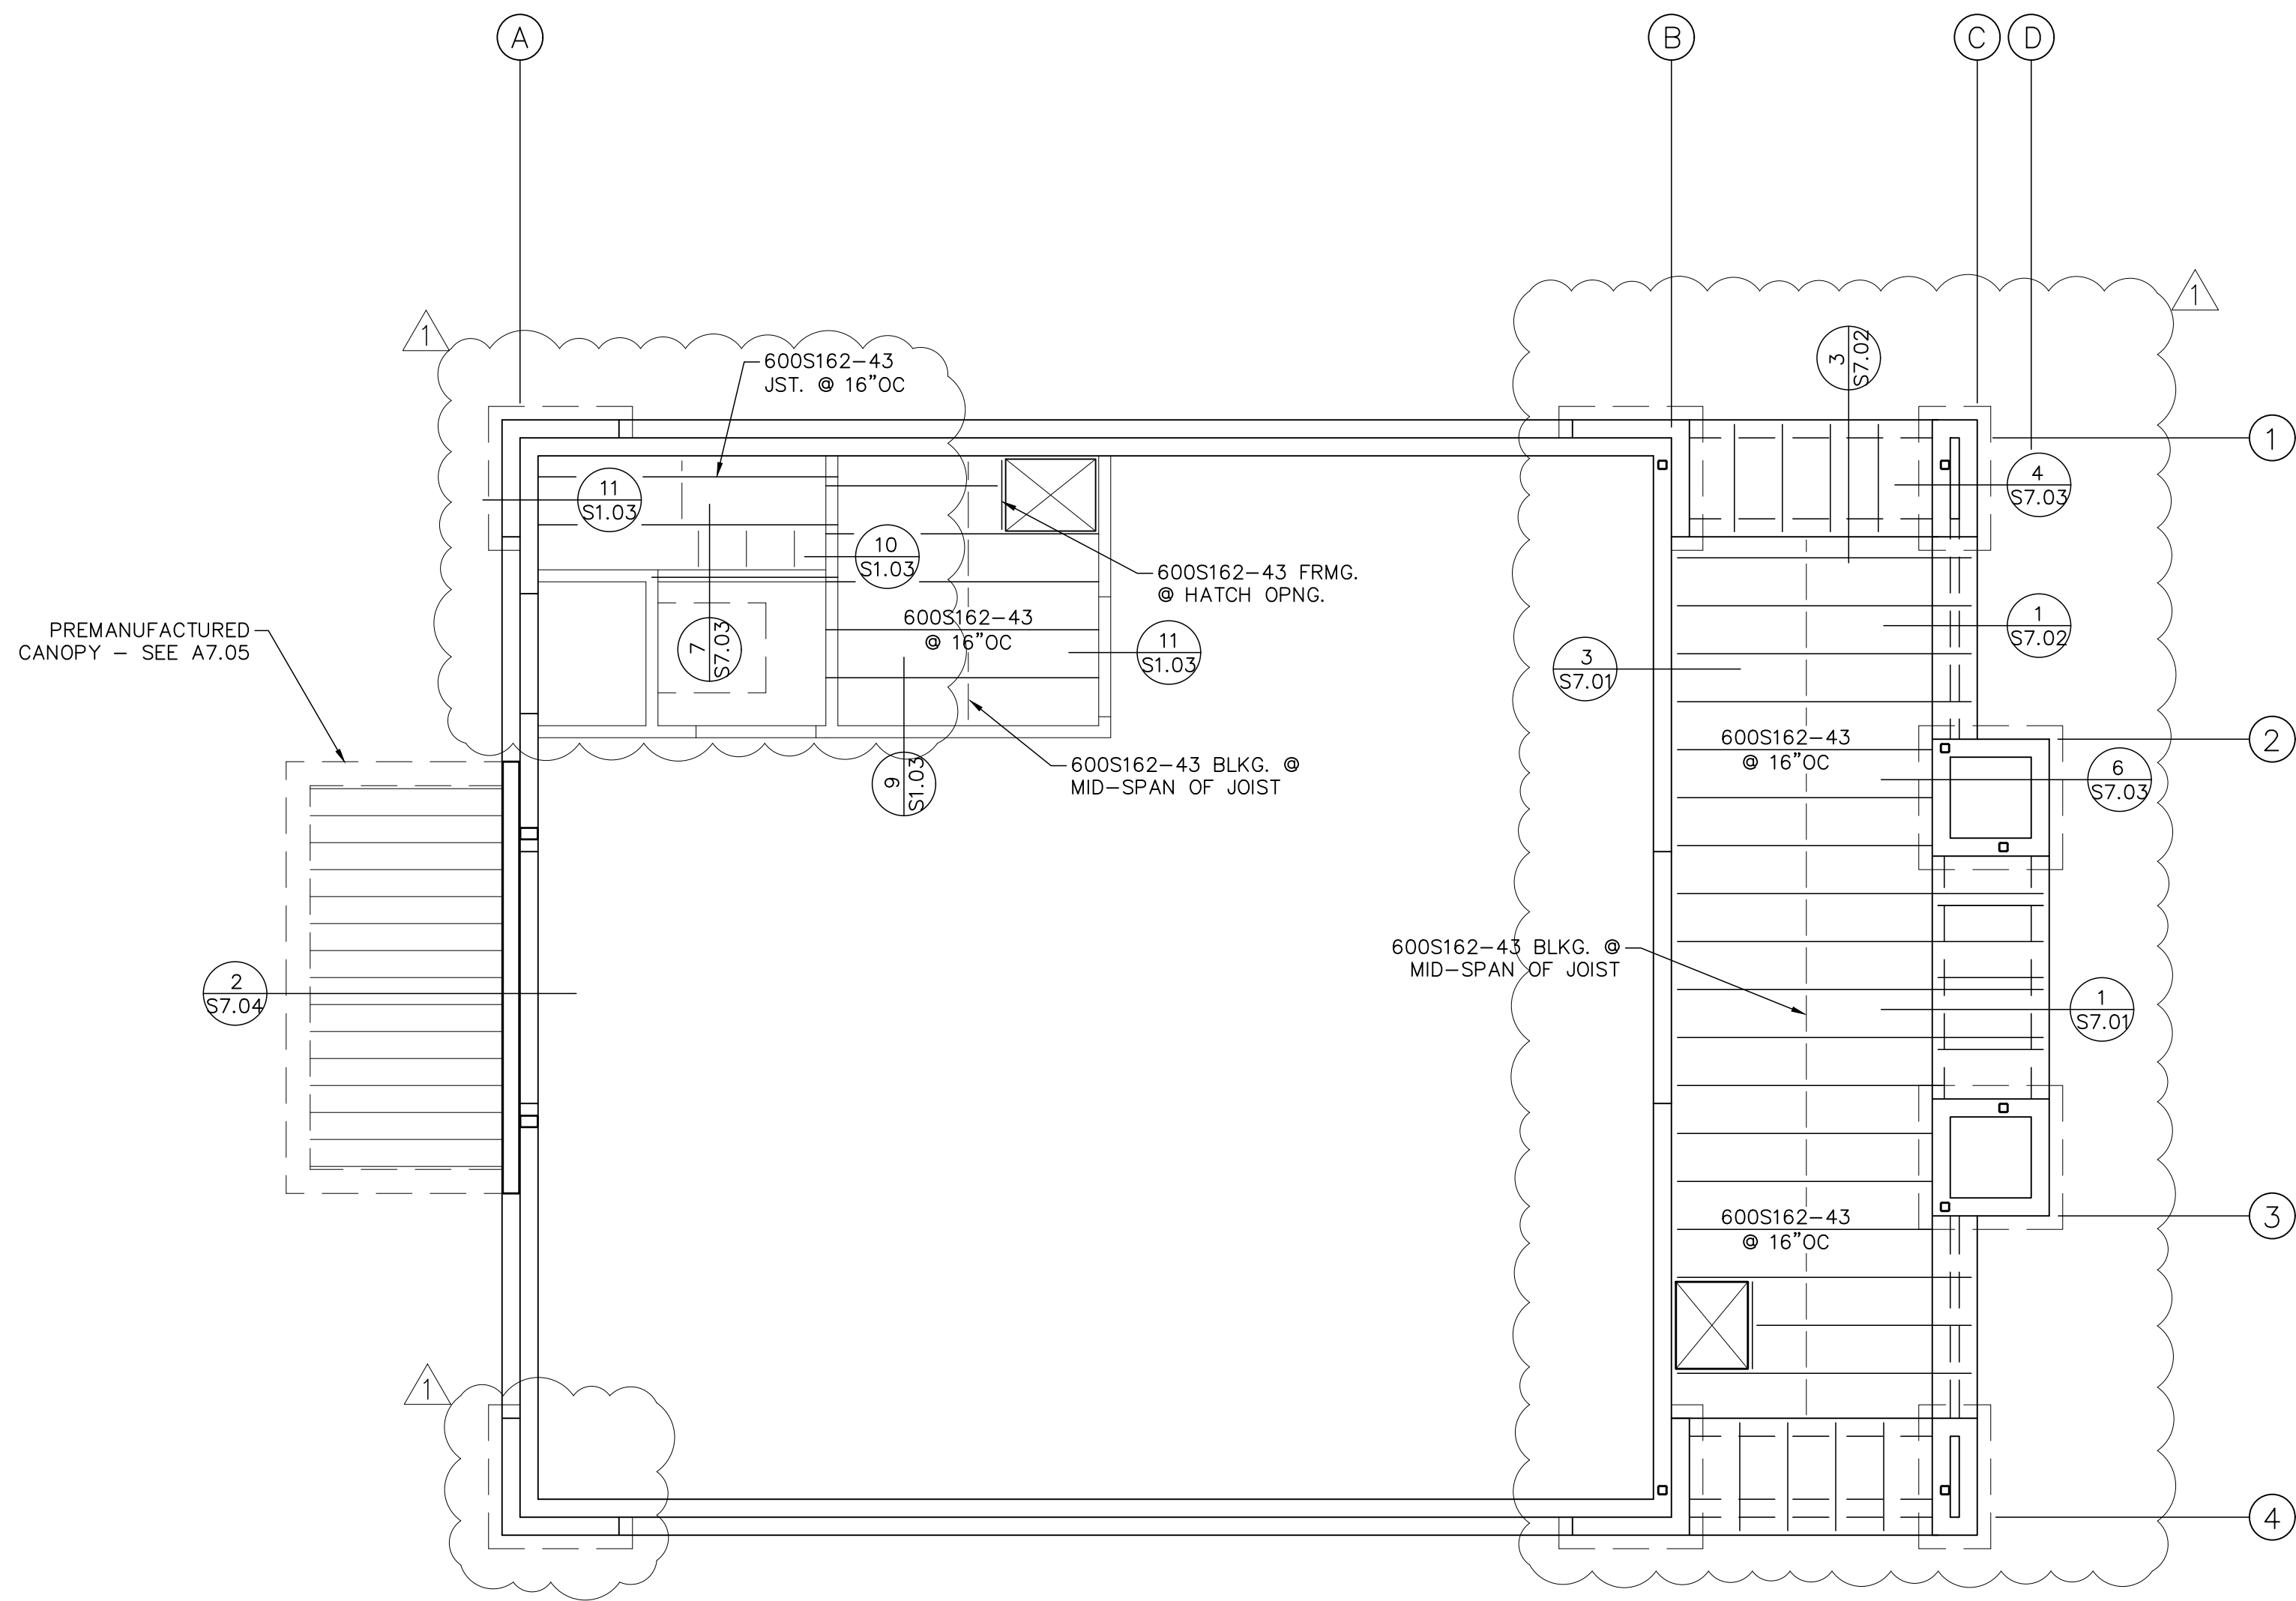 A
B
C
D
1
1
600S162-43
JST. @ 16"OC
3
S7.02
1
11
S1.03
4
S7.03
10
S1.03
600S162-43 FRMG.
@ HATCH OPNG.
600S162-43
@ 16"OC
PREMANUFACTURED
CANOPY - SEE A7.05
7
S7.03
11
S1.03
1
S7.02
3
S7.01
600S162-43
@ 16"OC
2
600S162-43 BLKG. @
MID-SPAN OF JOIST
9
S1.03
6
S7.03
600S162-43 BLKG. @
MID-SPAN OF JOIST
2
S7.04
1
S7.01
600S162-43
@ 16"OC
3
1
4